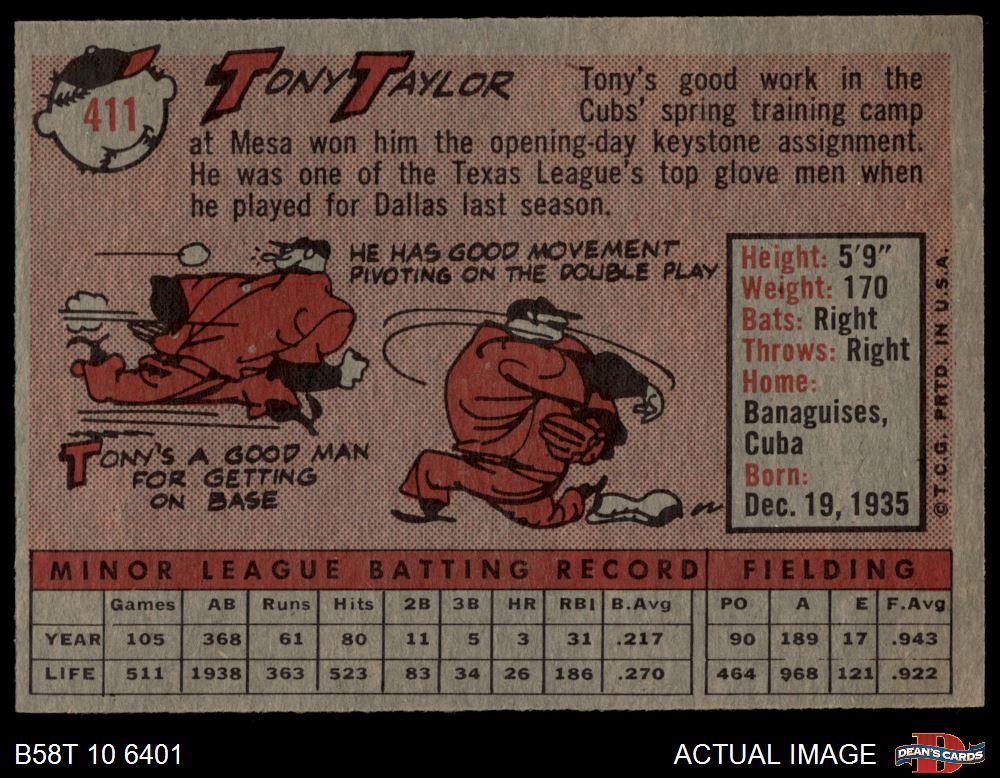 411
TONY TAYLOR
Tony's good work in the
Cubs' spring training camp
at Mesa won him the opening-day keystone assignment.
He was one of the Texas League's top glove men when
he played for Dallas last season.
HE HAS GOOD MOVEMENT
PIVOTING ON THE DOUBLE PLAY
TONY'S A GOOD MAN
FOR GETTING
ON BASE
Height: 5'9"
Weight: 170
Bats: Right
Throws: Right
Home:
Banaguises,
Cuba
Born:
Dec. 19, 1935
© T.C.G. PRTD. IN U.S.A.
MINOR LEAGUE BATTING RECORD FIELDING
Games AB Runs Hits 2B 3B HR RBI B.Avg PO A E F.Avg
YEAR 105 368 61 80 11 5 3 31 .217 90 189 17 .943
LIFE 511 1938 363 523 83 34 26 186 .270 464 968 121 .922
B58T 10 6401
ACTUAL IMAGE
D
DEAN'S CARDS